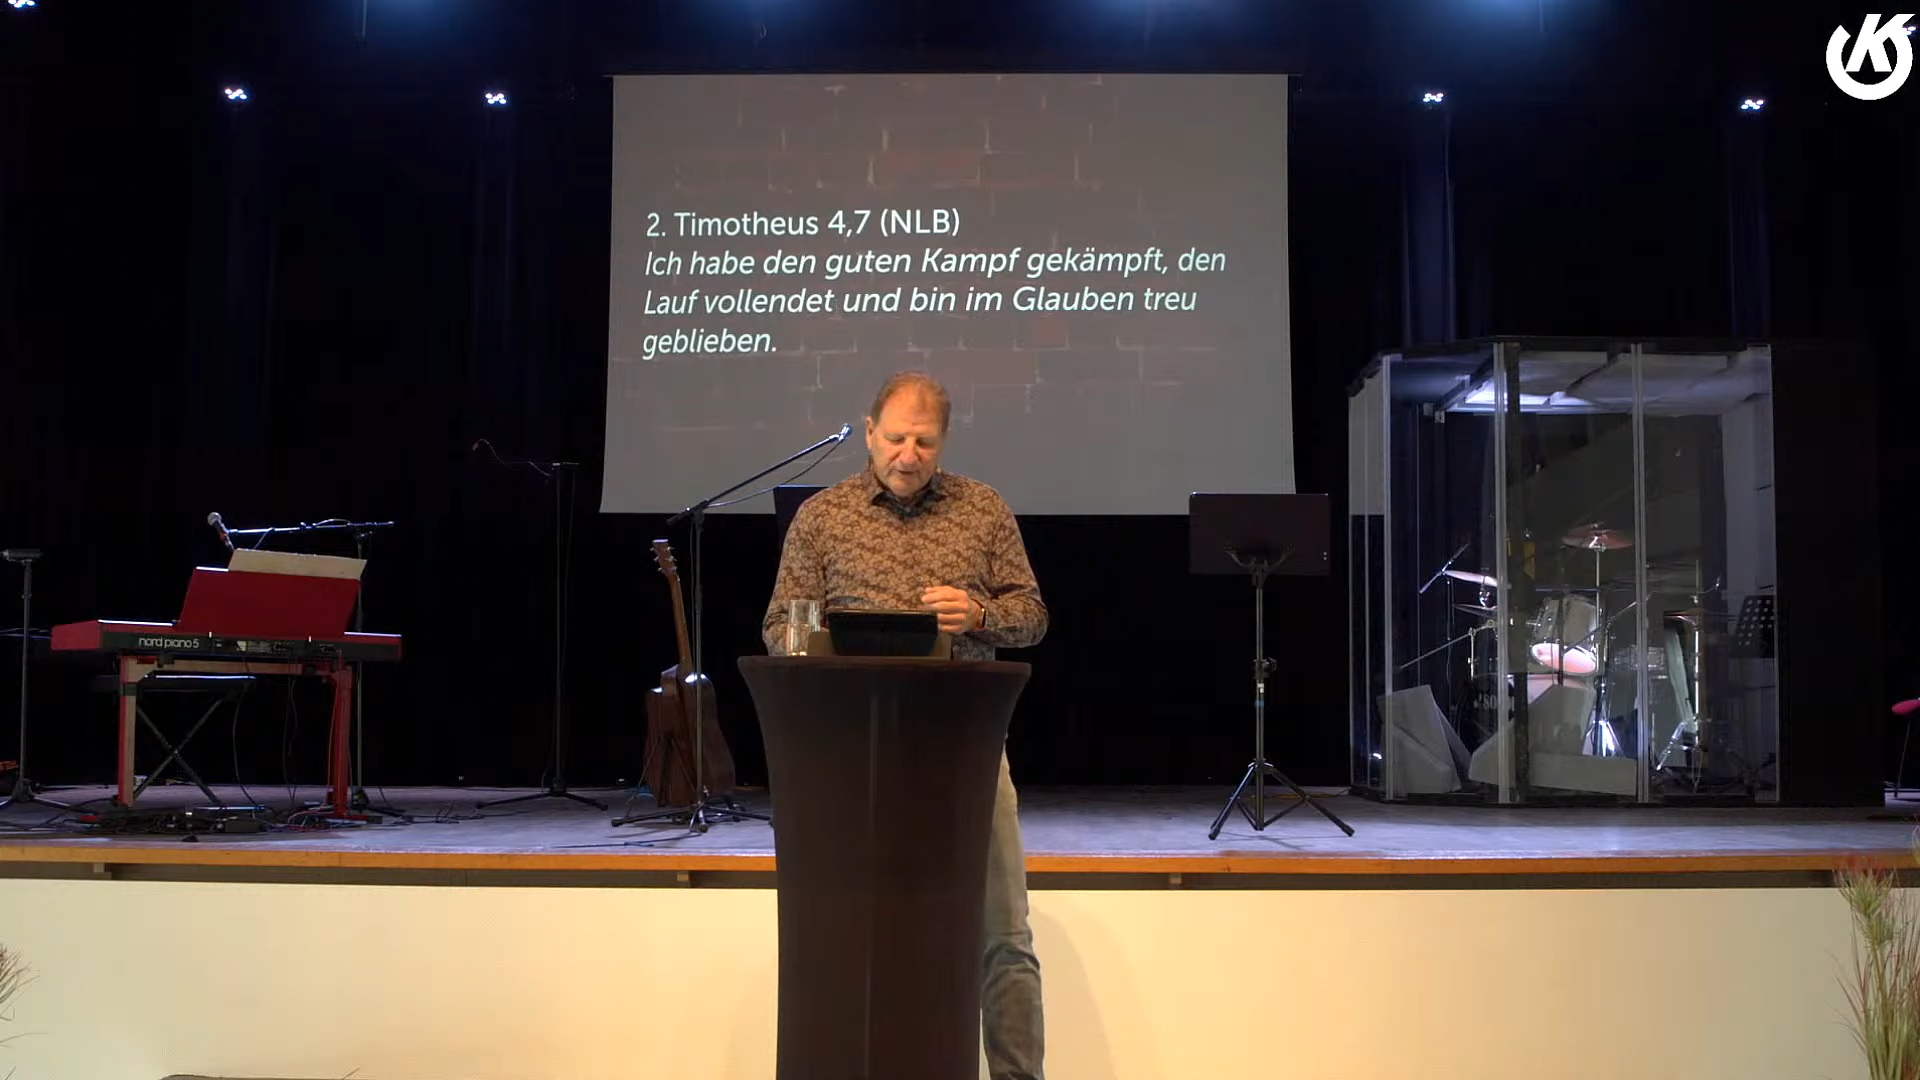 2. Timotheus 4,7 (NLB)
Ich habe den guten Kampf gekämpft, den
Lauf vollendet und bin im Glauben treu
geblieben.
nord piano 5